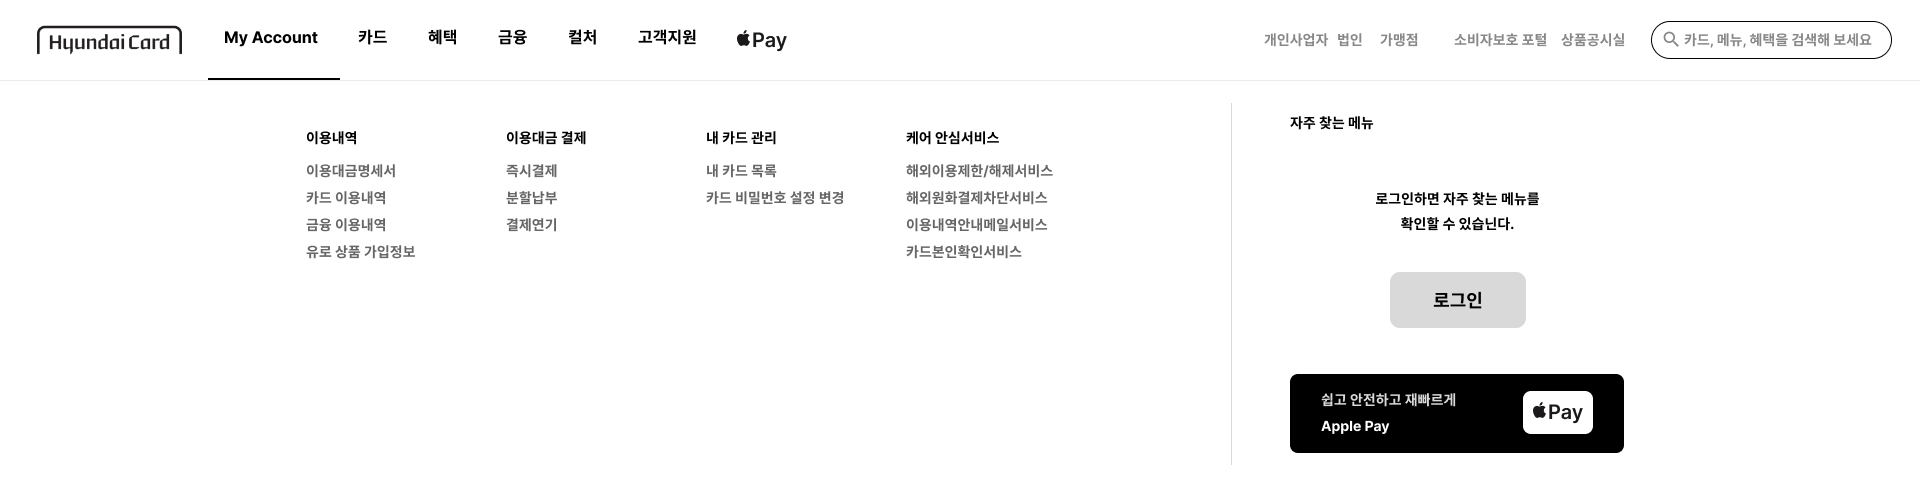 Hyundai Card
My Account 카드 혜택 금융 컬처 고객지원 Pay
개인사업자 법인 가맹점 소비자보호 포털 상품공시실
카드, 메뉴, 혜택을 검색해 보세요
이용내역
이용대금명세서
카드 이용내역
금융 이용내역
유로 상품 가입정보
이용대금 결제
즉시결제
분할납부
결제연기
내 카드 관리
내 카드 목록
카드 비밀번호 설정 변경
케어 안심서비스
해외이용제한/해제서비스
해외원화결제차단서비스
이용내역안내메일서비스
카드본인확인서비스
자주 찾는 메뉴
로그인하면 자주 찾는 메뉴를
확인할 수 있습닌다.
로그인
쉽고 안전하고 재빠르게
Apple Pay
Pay